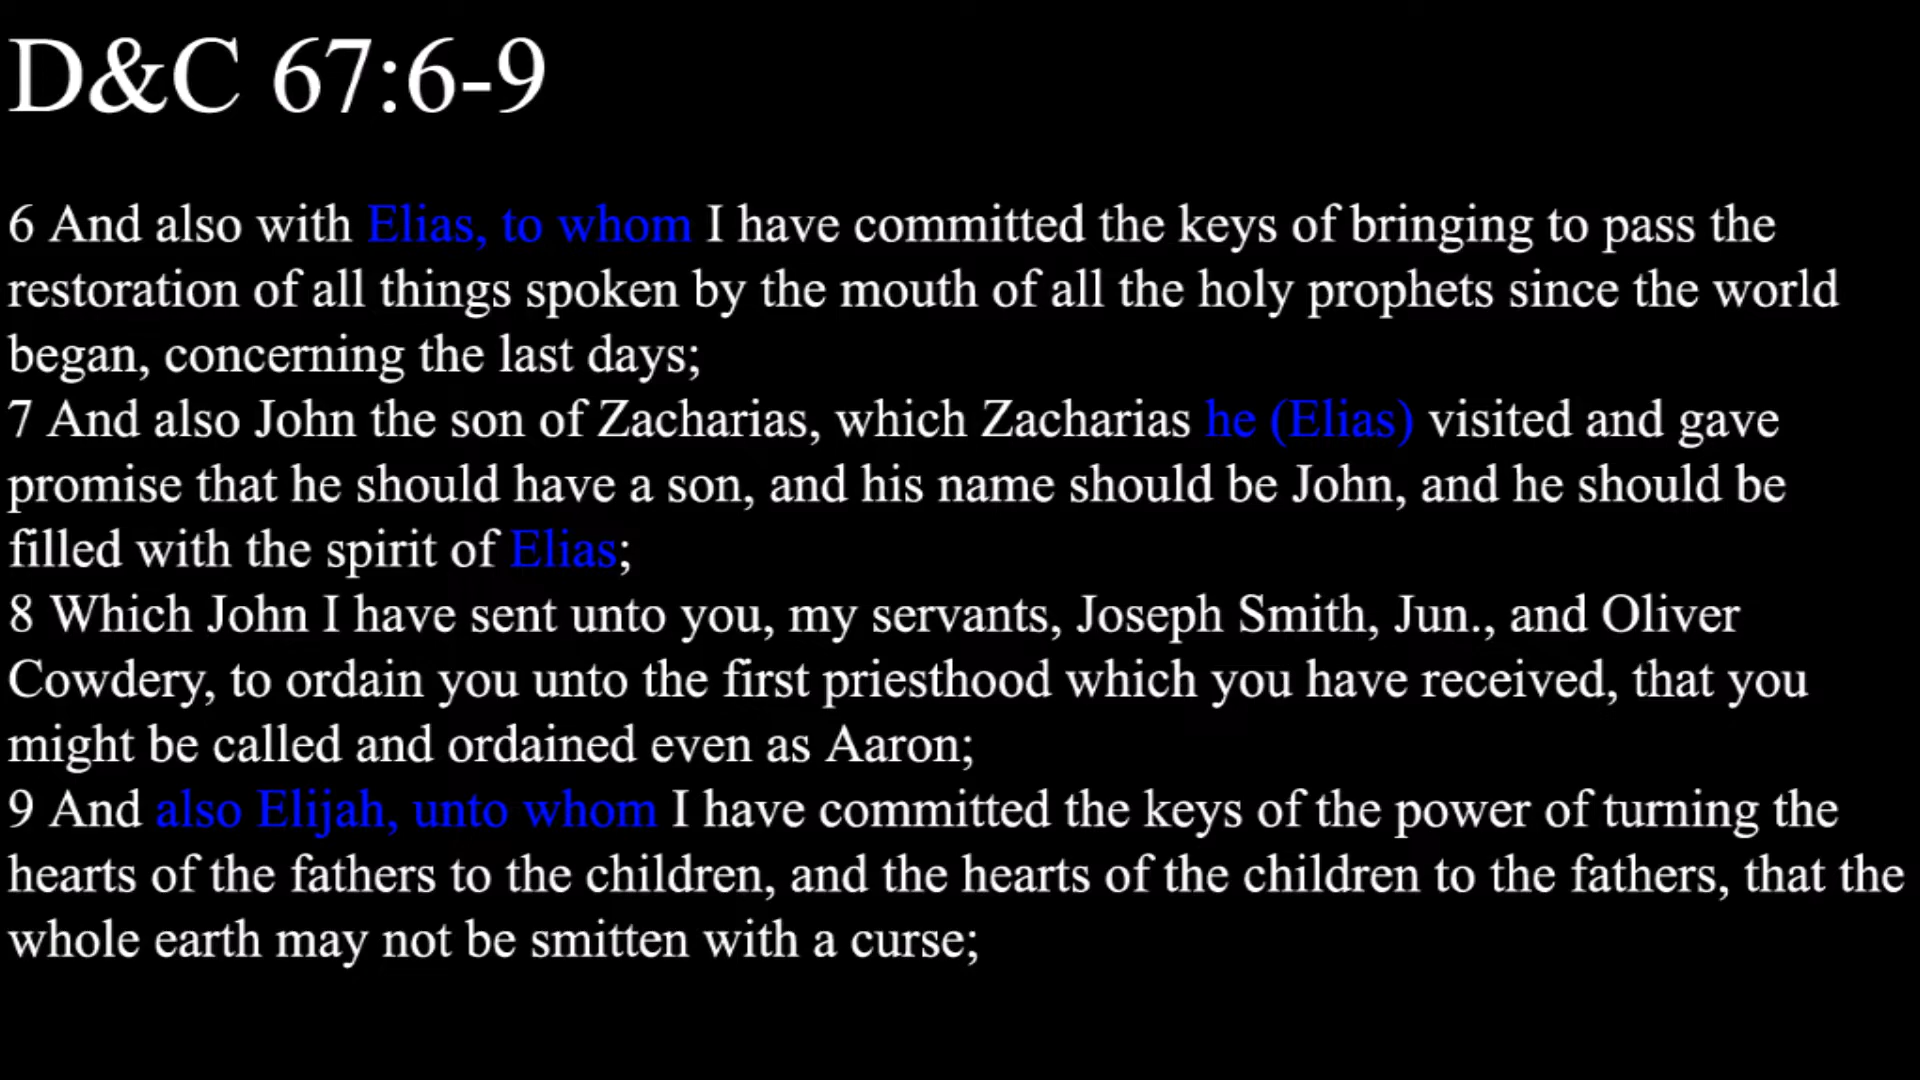 D&C 67:6-9
6 And also with Elias, to whom I have committed the keys of bringing to pass the
restoration of all things spoken by the mouth of all the holy prophets since the world
began, concerning the last days;
7 And also John the son of Zacharias, which Zacharias he (Elias) visited and gave
promise that he should have a son, and his name should be John, and he should be
filled with the spirit of Elias;
8 Which John I have sent unto you, my servants, Joseph Smith, Jun., and Oliver
Cowdery, to ordain you unto the first priesthood which you have received, that you
might be called and ordained even as Aaron;
9 And also Elijah, unto whom I have committed the keys of the power of turning the
hearts of the fathers to the children, and the hearts of the children to the fathers, that the
whole earth may not be smitten with a curse;